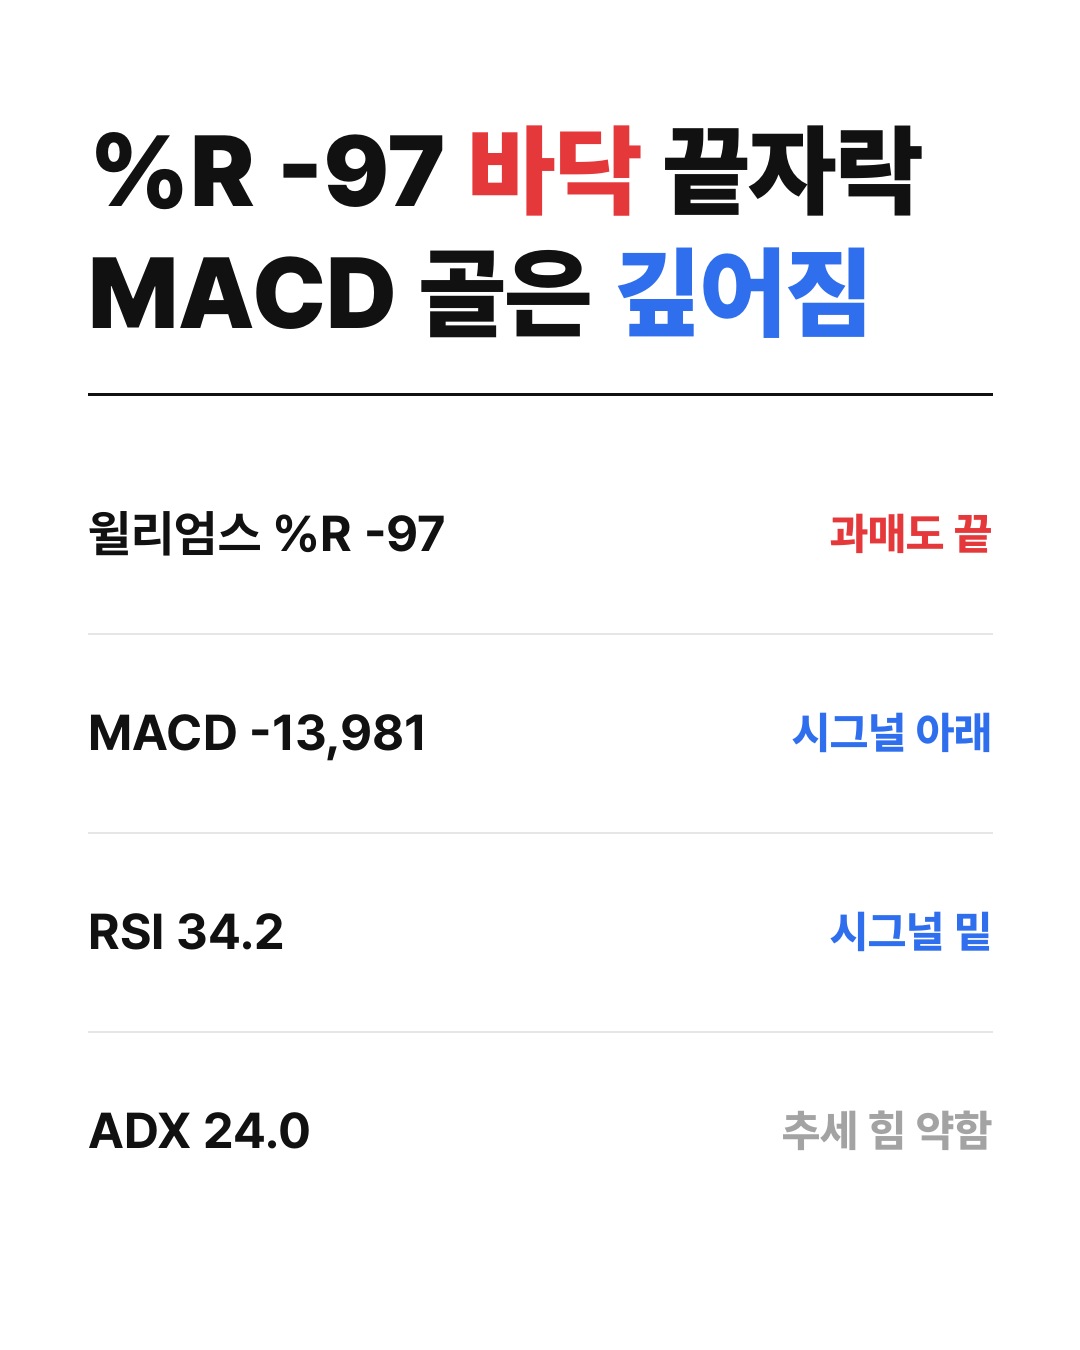 %R -97 바닥 끝자락
MACD 골은 깊어짐
윌리엄스 %R -97 과매도 끝
MACD -13,981 시그널 아래
RSI 34.2 시그널 밑
ADX 24.0 추세 힘 약함